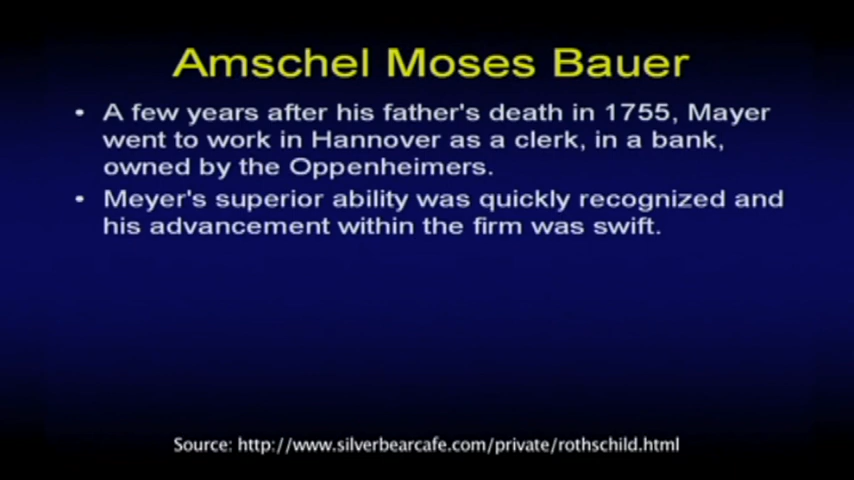 Amschel Moses Bauer
• A few years after his father's death in 1755, Mayer
went to work in Hannover as a clerk, in a bank,
owned by the Oppenheimers.
• Meyer's superior ability was quickly recognized and
his advancement within the firm was swift.
Source: http://www.silverbearcafe.com/private/rothschild.html